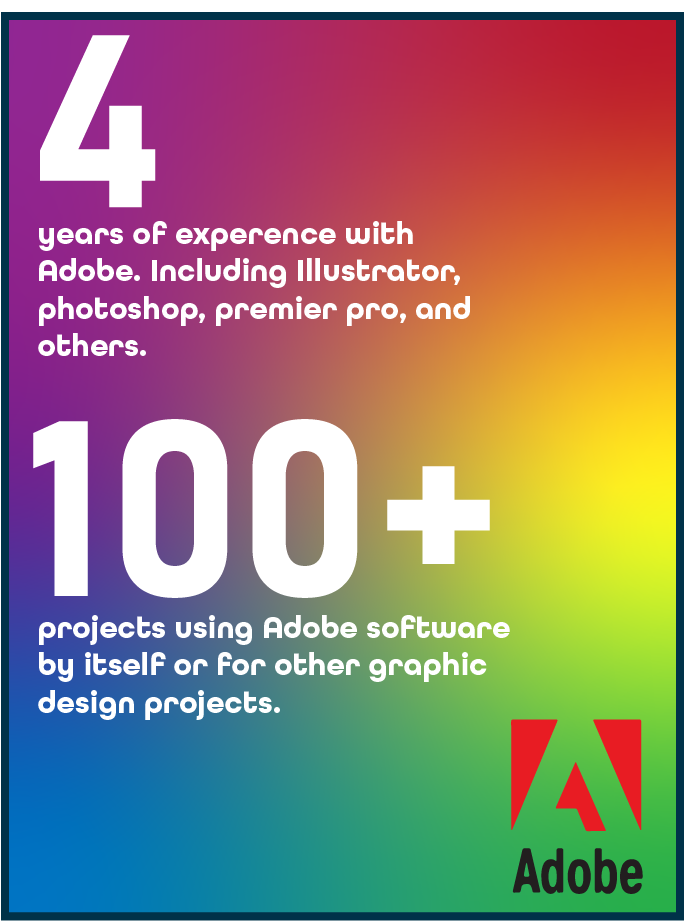 4
years of experence with
Adobe. Including Illustrator,
photoshop, premier pro, and
others.
100+
projects using Adobe software
by itself or for other graphic
design projects.
Adobe